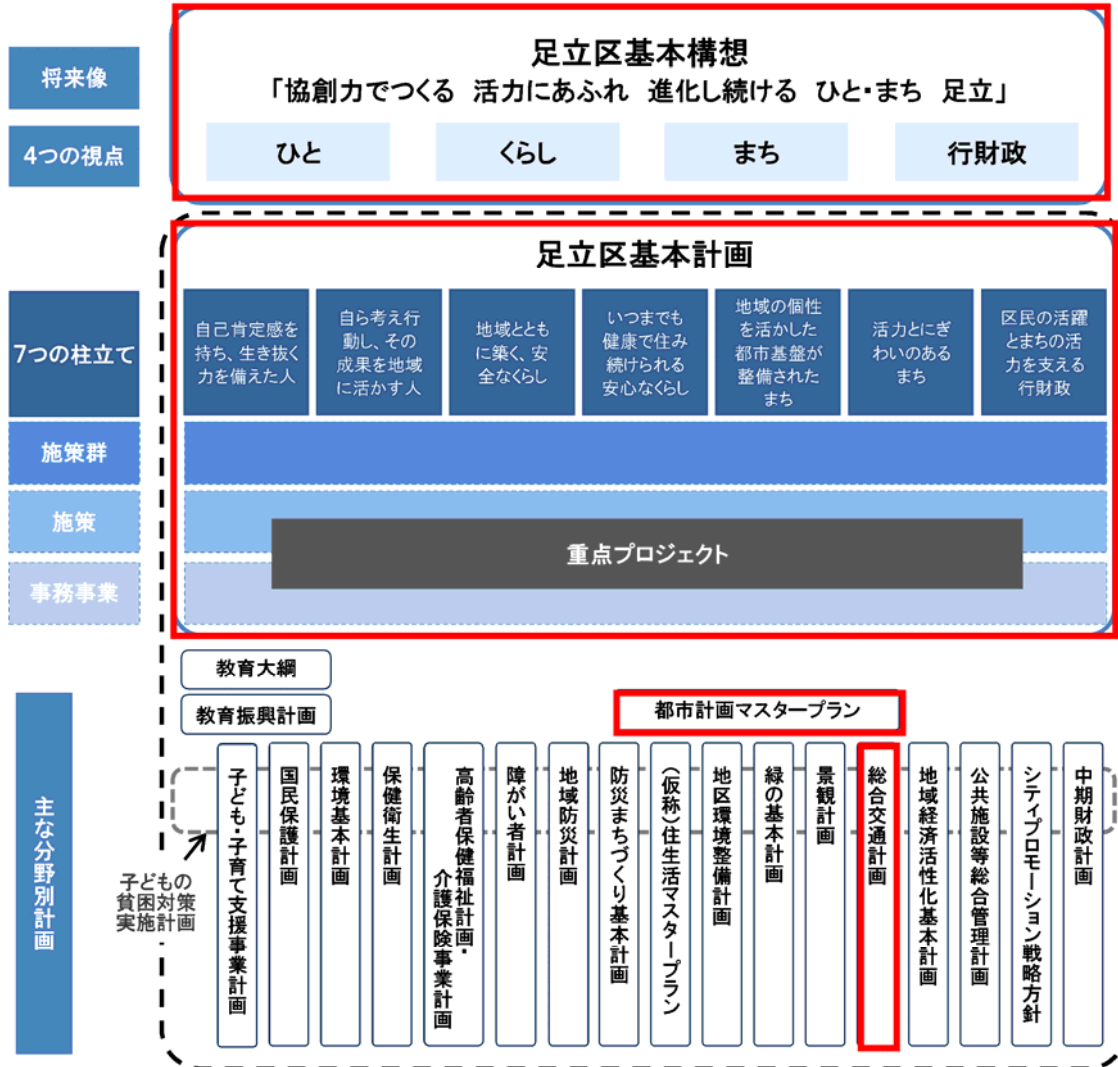 将来像
足立区基本構想
「協創力でつくる 活力にあふれ 進化し続ける ひと・まち 足立」
4つの視点
ひと
くらし
まち
行財政
足立区基本計画
7つの柱立て
自己肯定感を
持ち、生き抜く
力を備えた人
自ら考え行
動し、その
成果を地域
に活かす人
地域ととも
に築く、安
全なくらし
いつまでも
健康で住み
続けられる
安心なくらし
地域の個性
を活かした
都市基盤が
整備された
まち
活力とにぎ
わいのある
まち
区民の活躍
とまちの活
力を支える
行財政
施策群
施策
重点プロジェクト
事務事業
主な分野別計画
教育大綱
教育振興計画
都市計画マスタープラン
子ども・子育て支援事業計画
国民保護計画
環境基本計画
保健衛生計画
高齢者保健福祉計画・
介護保険事業計画
障がい者計画
地域防災計画
防災まちづくり基本計画
(仮称)住生活マスタープラン
地区環境整備計画
緑の基本計画
景観計画
総合交通計画
地域経済活性化基本計画
公共施設等総合管理計画
シティプロモーション戦略方針
中期財政計画
子どもの
貧困対策
実施計画